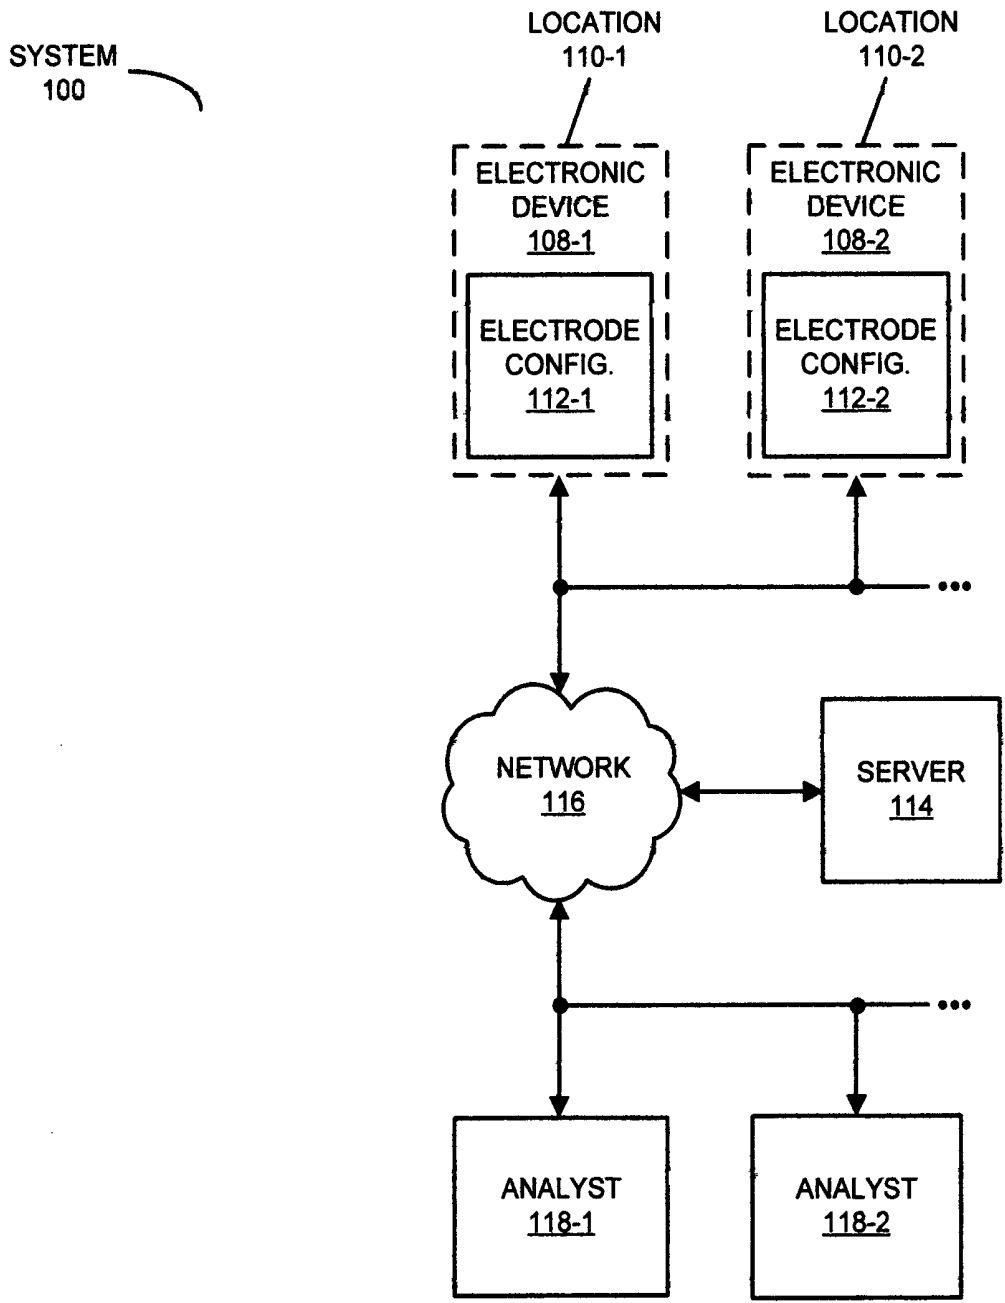 SYSTEM
100
LOCATION
110-1
LOCATION
110-2
ELECTRONIC
DEVICE
108-1
ELECTRODE
CONFIG.
112-1
ELECTRONIC
DEVICE
108-2
ELECTRODE
CONFIG.
112-2
•••
NETWORK
116
SERVER
114
•••
ANALYST
118-1
ANALYST
118-2